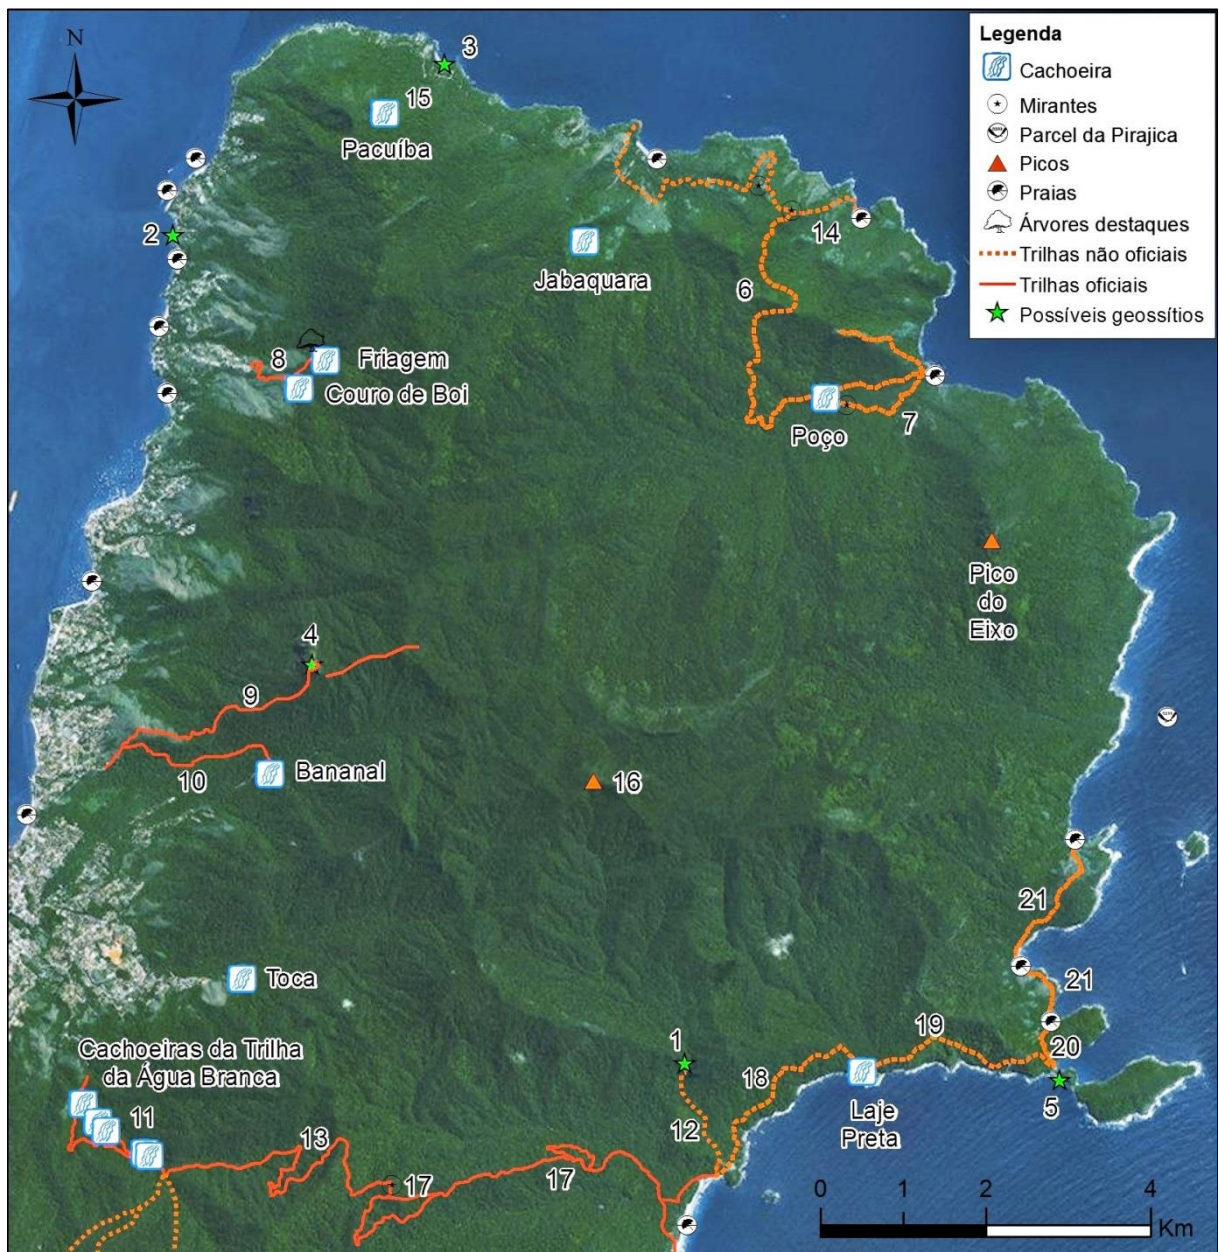 N
3
15
Pacuíba
2
14
Jabaquara
6
8
Friagem
Couro de Boi
Poço
7
Pico
do
Eixo
4
9
10
Bananal
16
21
Toca
21
Cachoeiras da Trilha
da Água Branca
1
19
18
20
5
11
Laje
Preta
12
13
17
17
0
2
4
Km
Legenda
Cachoeira
Mirantes
Parcel da Pirajica
Picos
Praias
Árvores destaques
Trilhas não oficiais
Trilhas oficiais
Possíveis geossítios